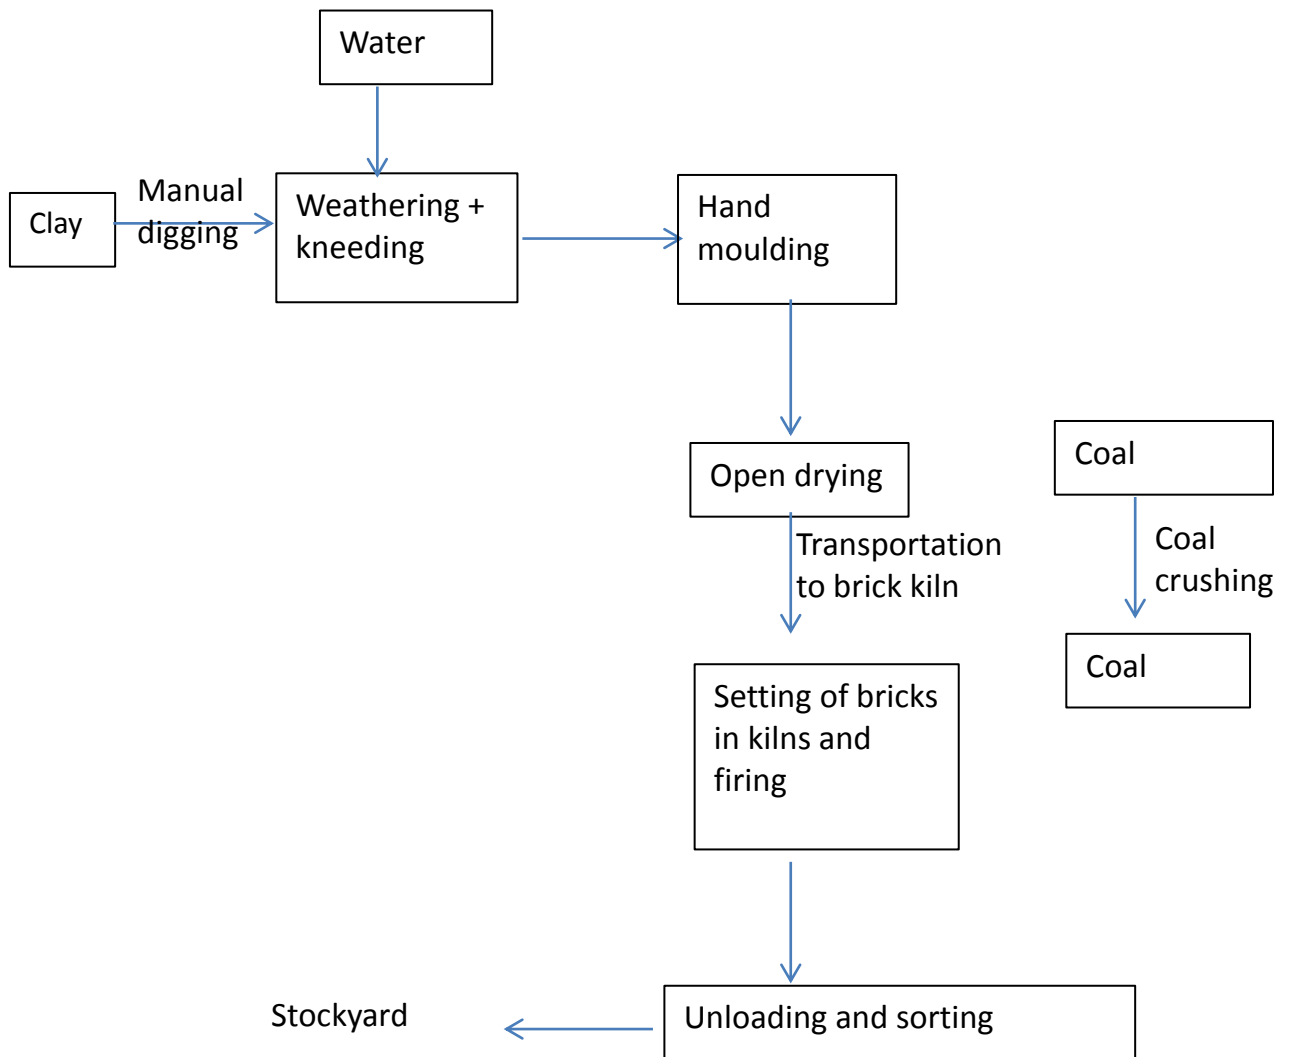 Water
Clay
Manual
digging
Weathering +
kneeding
Hand
moulding
Open drying
Transportation
to brick kiln
Coal
Coal
crushing
Coal
Setting of bricks
in kilns and
firing
Unloading and sorting
Stockyard